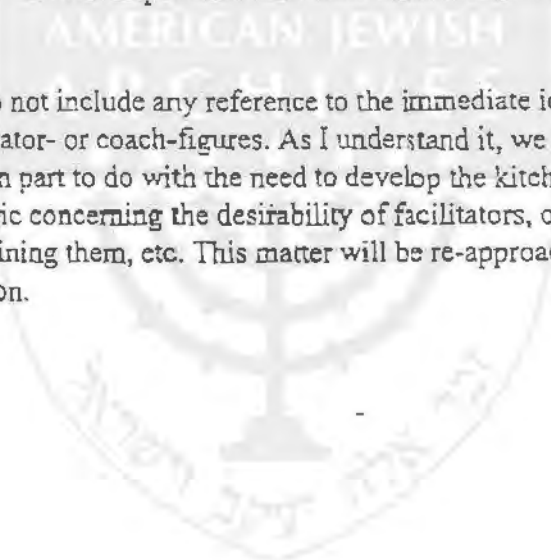 AMERICAN JEWISH
ARCHIVES
not include any reference to the immediate
ator- or coach-figures. As I understand it, we
part to do with the need to develop the kitch
ic concerning the desirability of facilitators,
ining them, etc. This matter will be re-approac
on.